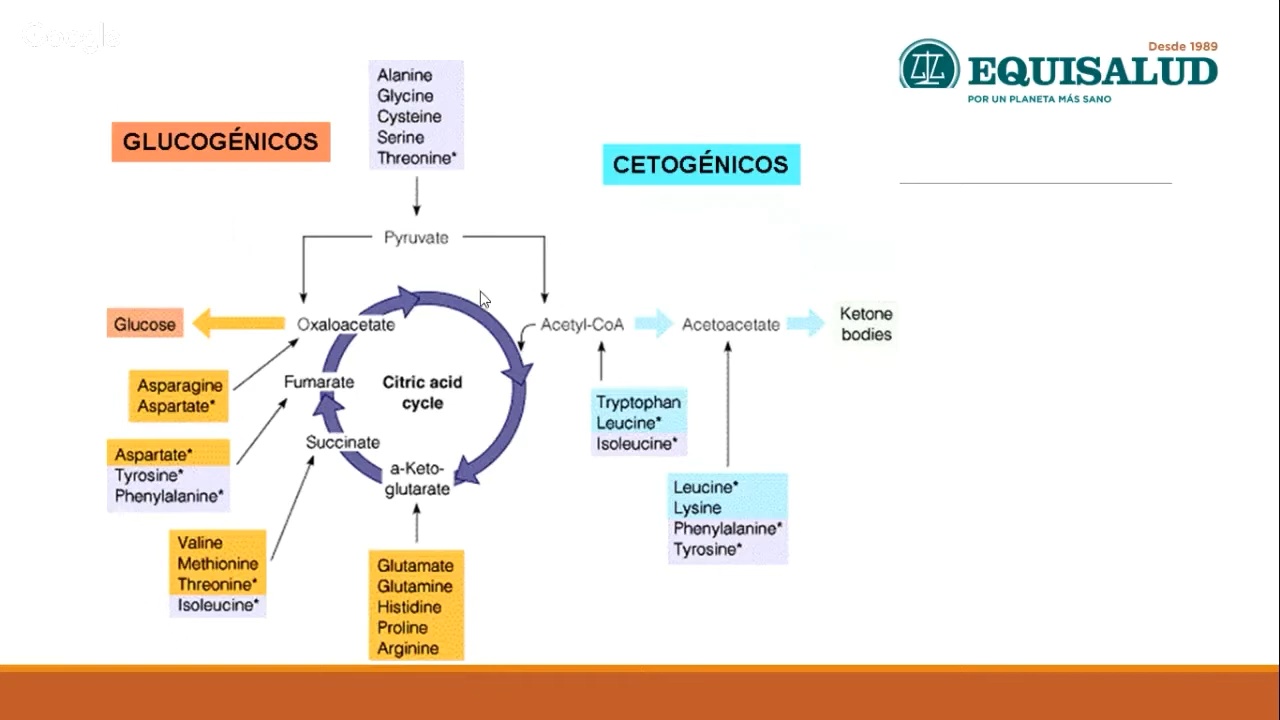 Google
Desde 1989
EQUISALUD
POR UN PLANETA MÁS SANO
GLUCOGÉNICOS
CETOGÉNICOS
Alanine
Glycine
Cysteine
Serine
Threonine*
Pyruvate
Glucose
Oxaloacetate
Acetyl-CoA
Acetoacetate
Ketone
bodies
Asparagine
Aspartate*
Fumarate
Citric acid
cycle
Tryptophan
Leucine*
Isoleucine*
Aspartate*
Tyrosine*
Phenylalanine*
Succinate
a-Keto-
glutarate
Leucine*
Lysine
Phenylalanine*
Tyrosine*
Valine
Methionine
Threonine*
Isoleucine*
Glutamate
Glutamine
Histidine
Proline
Arginine